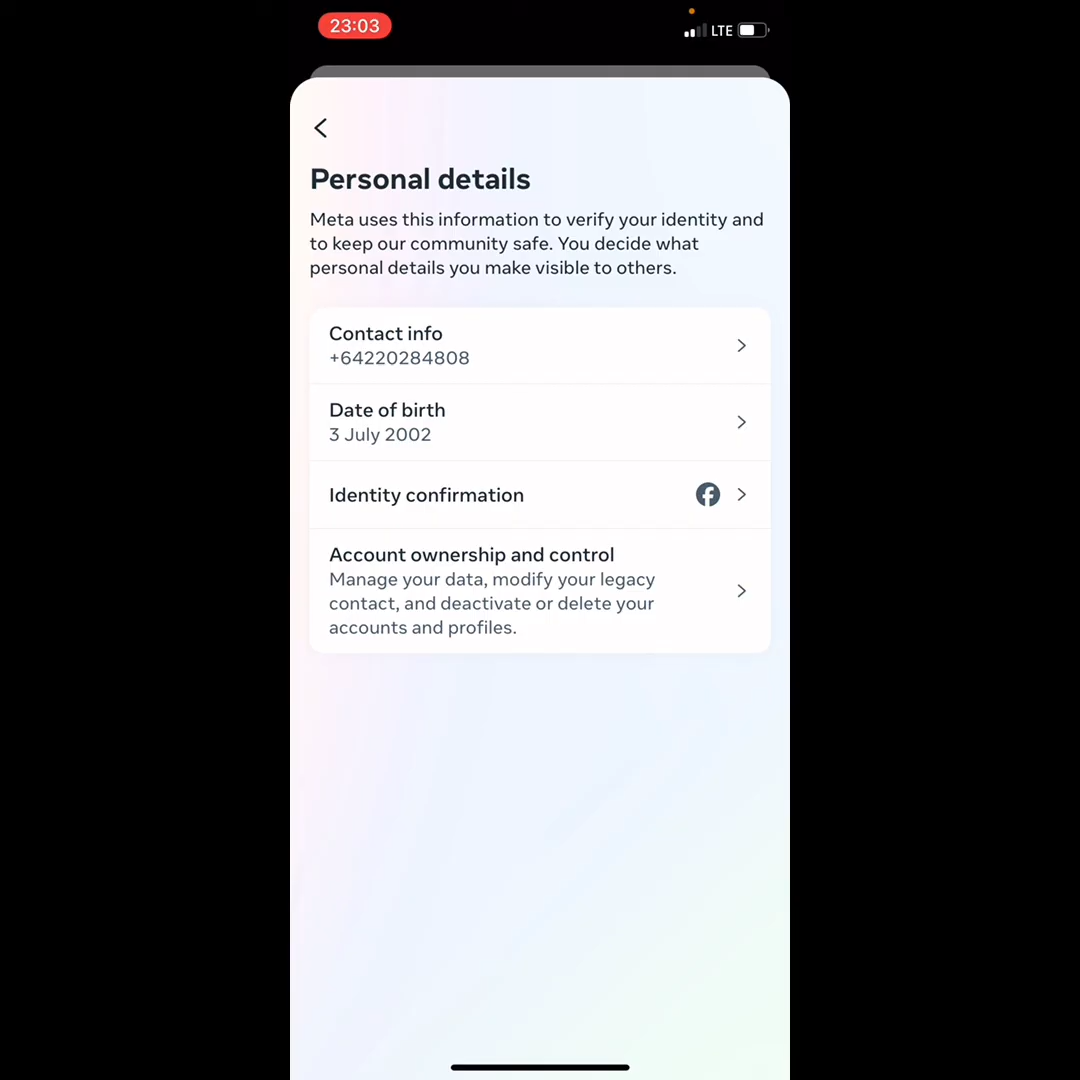 23:03
LTE
Personal details
Meta uses this information to verify your identity and
to keep our community safe. You decide what
personal details you make visible to others.
Contact info
+64220284808
Date of birth
3 July 2002
Identity confirmation
Account ownership and control
Manage your data, modify your legacy
contact, and deactivate or delete your
accounts and profiles.